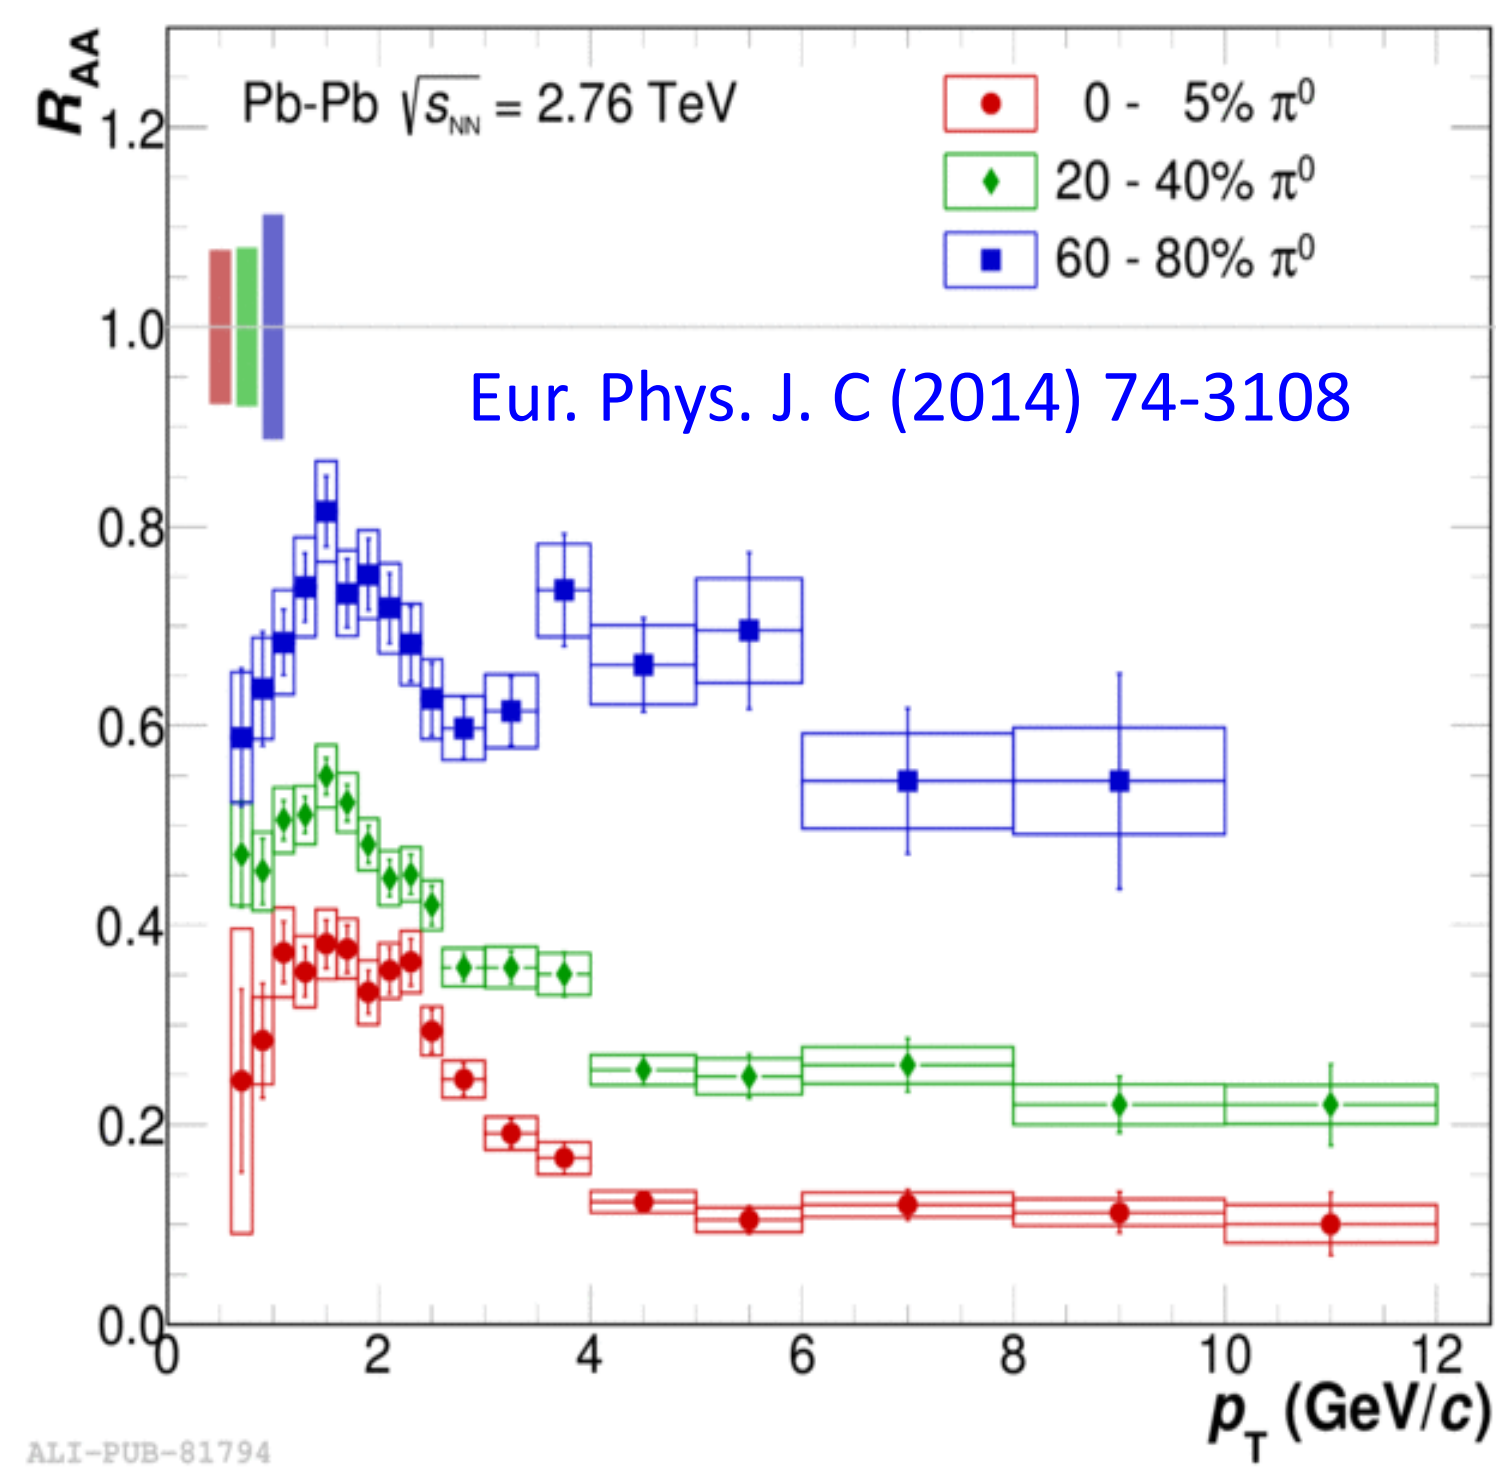 R_AA
Pb-Pb √s_NN = 2.76 TeV
0 - 5% π⁰
20 - 40% π⁰
60 - 80% π⁰
Eur. Phys. J. C (2014) 74-3108
1.2
1.0
0.8
0.6
0.4
0.2
0.0
0 2 4 6 8 10 12
p_T (GeV/c)
ALI-PUB-81794